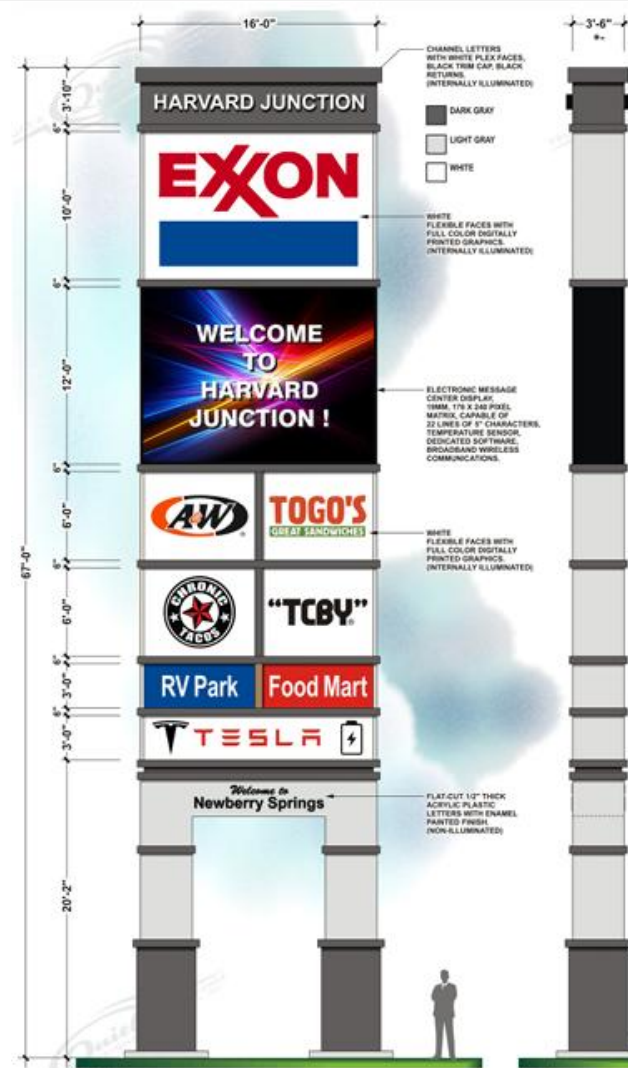 16'-0"
3'-6"
+-
CHANNEL LETTERS
WITH WHITE PLEX FACES,
BLACK TRIM CAP, BLACK
RETURNS.
(INTERNALLY ILLUMINATED)
3'-10"
HARVARD JUNCTION
DARK GRAY
6"
LIGHT GRAY
WHITE
EXXON
10'-0"
WHITE
FLEXIBLE FACES WITH
FULL COLOR DIGITALLY
PRINTED GRAPHICS.
(INTERNALLY ILLUMINATED)
6"
WELCOME
TO
HARVARD
JUNCTION !
12'-0"
ELECTRONIC MESSAGE
CENTER DISPLAY,
19MM, 176 X 240 PIXEL
MATRIX, CAPABLE OF
22 LINES OF 5" CHARACTERS,
TEMPERATURE SENSOR,
DEDICATED SOFTWARE,
BROADBAND WIRELESS
COMMUNICATIONS.
6"
6'-0"
A&W
TOGO'S
GREAT SANDWICHES
WHITE
FLEXIBLE FACES WITH
FULL COLOR DIGITALLY
PRINTED GRAPHICS.
(INTERNALLY ILLUMINATED)
67'-0"
6"
6'-0"
CHRONIC
TACOS
"TCBY"®
6"
3'-0"
RV Park
Food Mart
6"
3'-0"
TESLA
Welcome to
Newberry Springs
FLAT-CUT 1/2" THICK
ACRYLIC PLASTIC
LETTERS WITH ENAMEL
PAINTED FINISH.
(NON-ILLUMINATED)
20'-2"